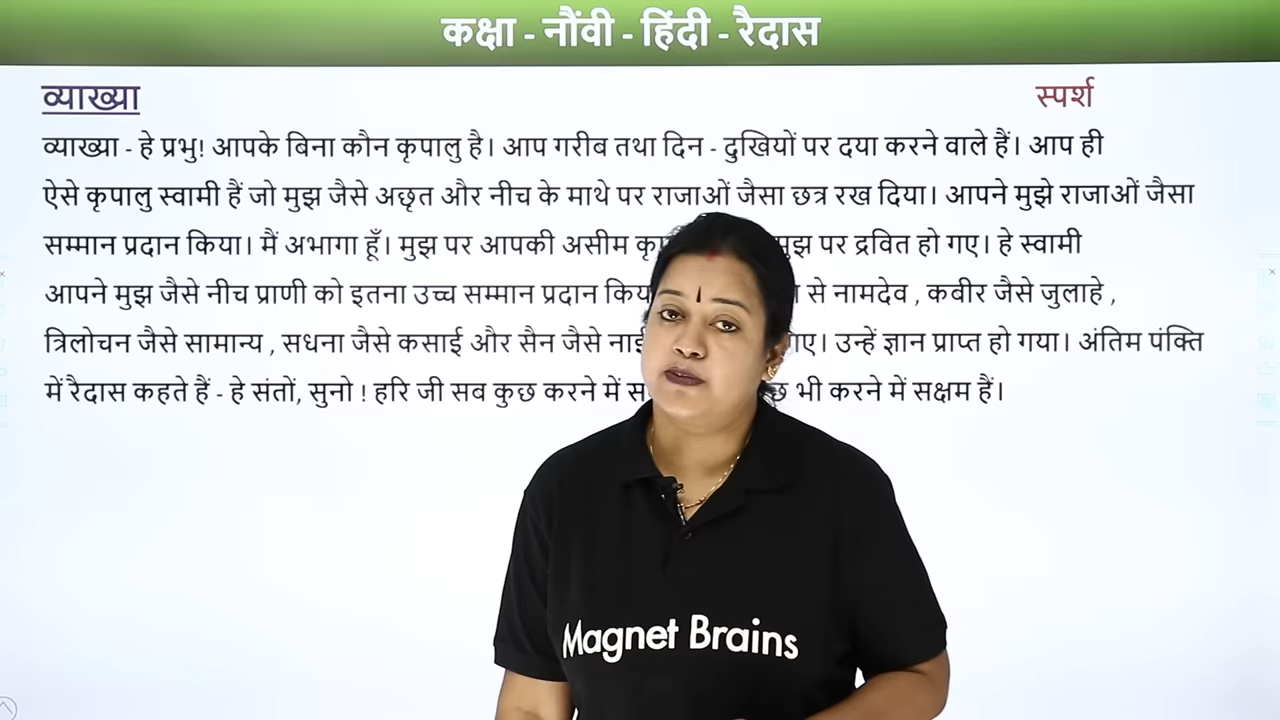 कक्षा - नौंवी - हिंदी - रैदास
व्याख्या
स्पर्श
व्याख्या - हे प्रभु! आपके बिना कौन कृपालु है। आप गरीब तथा दिन - दुखियों पर दया करने वाले हैं। आप ही
ऐसे कृपालु स्वामी हैं जो मुझ जैसे अछृत और नीच के माथे पर राजाओं जैसा छत्र रख दिया। आपने मुझे राजाओं जैसा
सम्मान प्रदान किया। मैं अभागा हूँ। मुझ पर आपकी असीम मुझ पर द्रवित हो गए। हे स्वामी
आपने मुझ जैसे नीच प्राणी को इतना उच्च सम्मान प्रदान से नामदेव , कबीर जैसे जुलाहे ,
त्रिलोचन जैसे सामान्य , सधना जैसे कसाई और सैन जैसे उन्हें ज्ञान प्राप्त हो गया। अंतिम पंक्ति
में रैदास कहते हैं - हे संतों, सुनो ! हरि जी सब कुछ करने में भी करने में सक्षम हैं।
Magnet Brains